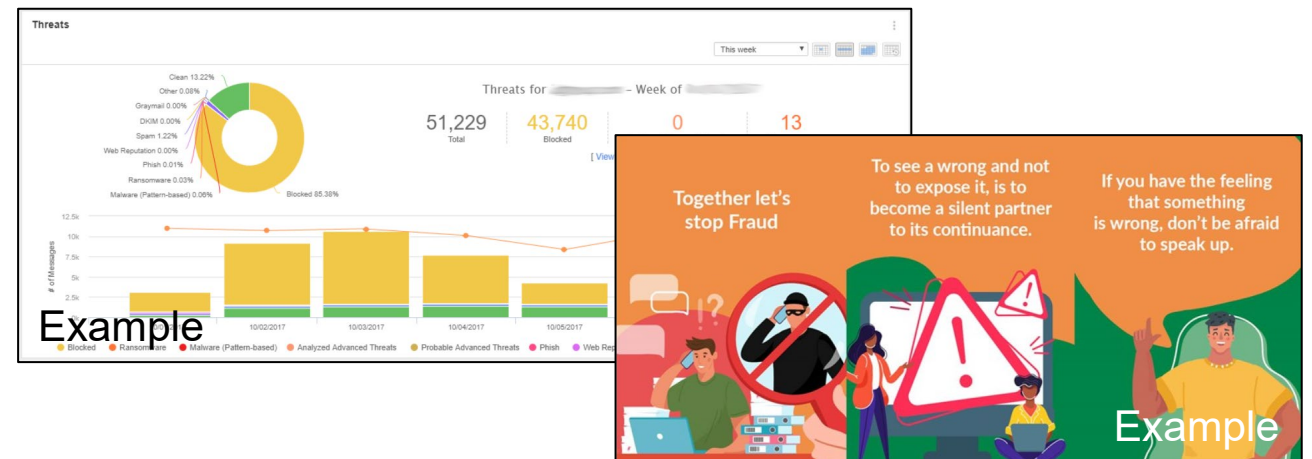 Threats
This week
Clean 13.22%
Other 0.08%
Graymail 0.00%
DKIM 0.00%
Spam 1.22%
Web Reputation 0.00%
Phish 0.01%
Ransomware 0.03%
Malware (Pattern-based) 0.06%
Blocked 85.38%
Threats for – Week of
51,229
Total
43,740
Blocked
0
13
[ View
12.5k
10k
7.5k
5k
2.5k
# of Messages
10/02/2017
10/03/2017
10/04/2017
10/05/2017
Example
Blocked
Ransomware
Malware (Pattern-based)
Analyzed Advanced Threats
Probable Advanced Threats
Phish
Web Rep
Together let's
stop Fraud
To see a wrong and not
to expose it, is to
become a silent partner
to its continuance.
If you have the feeling
that something
is wrong, don't be afraid
to speak up.
!?
!
!
Example